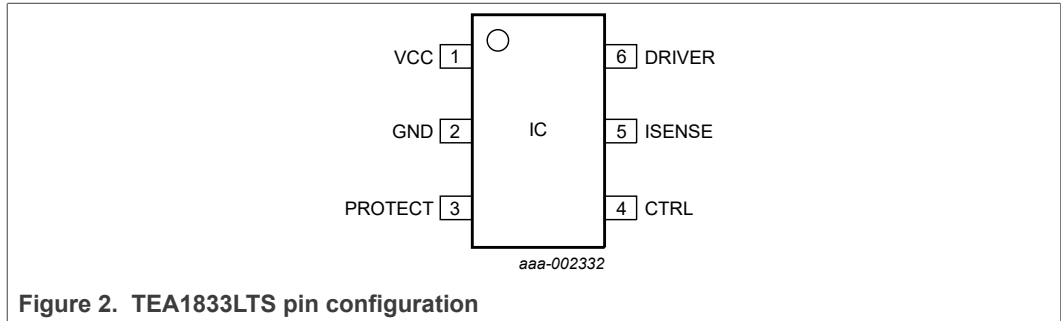 VCC 1 6 DRIVER
GND 2 IC 5 ISENSE
PROTECT 3 4 CTRL
aaa-002332
Figure 2. TEA1833LTS pin configuration